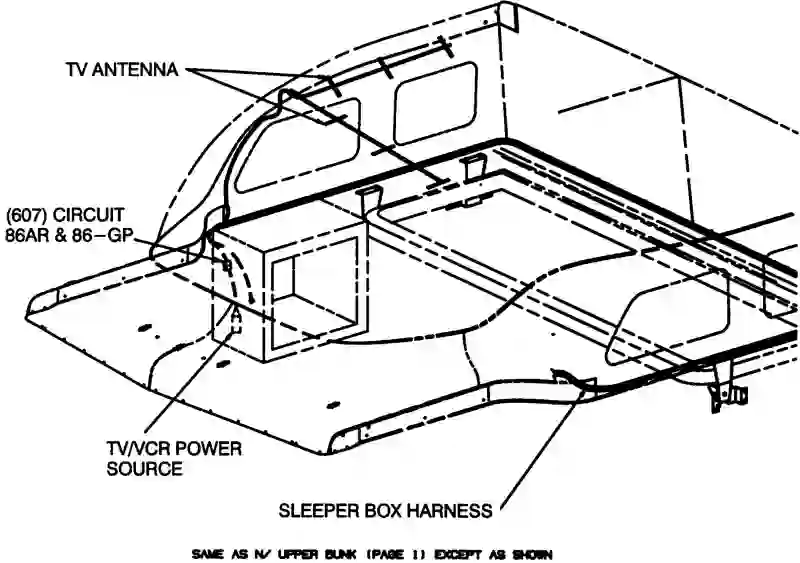 TV ANTENNA
(607) CIRCUIT
86AR & 86-GP
TV/VCR POWER
SOURCE
SLEEPER BOX HARNESS
SAME AS N/ UPPER BUNK (PAGE 1) EXCEPT AS SHOWN